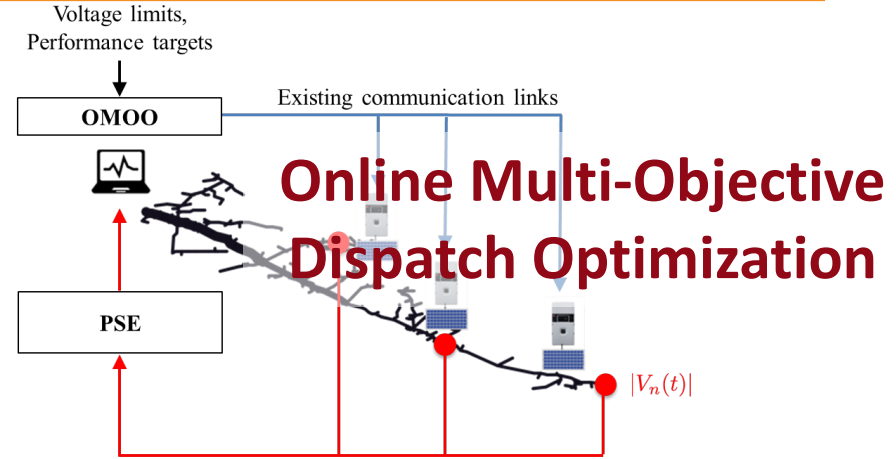 Voltage limits,
Performance targets
OMOO
Existing communication links
Online Multi-Objective
Dispatch Optimization
PSE
|Vₙ(t)|